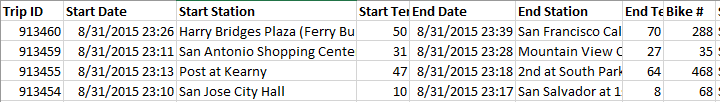 Trip ID Start Date Start Station Start Ter End Date End Station End Te Bike #
913460 8/31/2015 23:26 Harry Bridges Plaza (Ferry Bu 50 8/31/2015 23:39 San Francisco Cal 70 288
913459 8/31/2015 23:11 San Antonio Shopping Cente 31 8/31/2015 23:28 Mountain View C 27 35
913455 8/31/2015 23:13 Post at Kearny 47 8/31/2015 23:18 2nd at South Park 64 468
913454 8/31/2015 23:10 San Jose City Hall 10 8/31/2015 23:17 San Salvador at 1 8 68